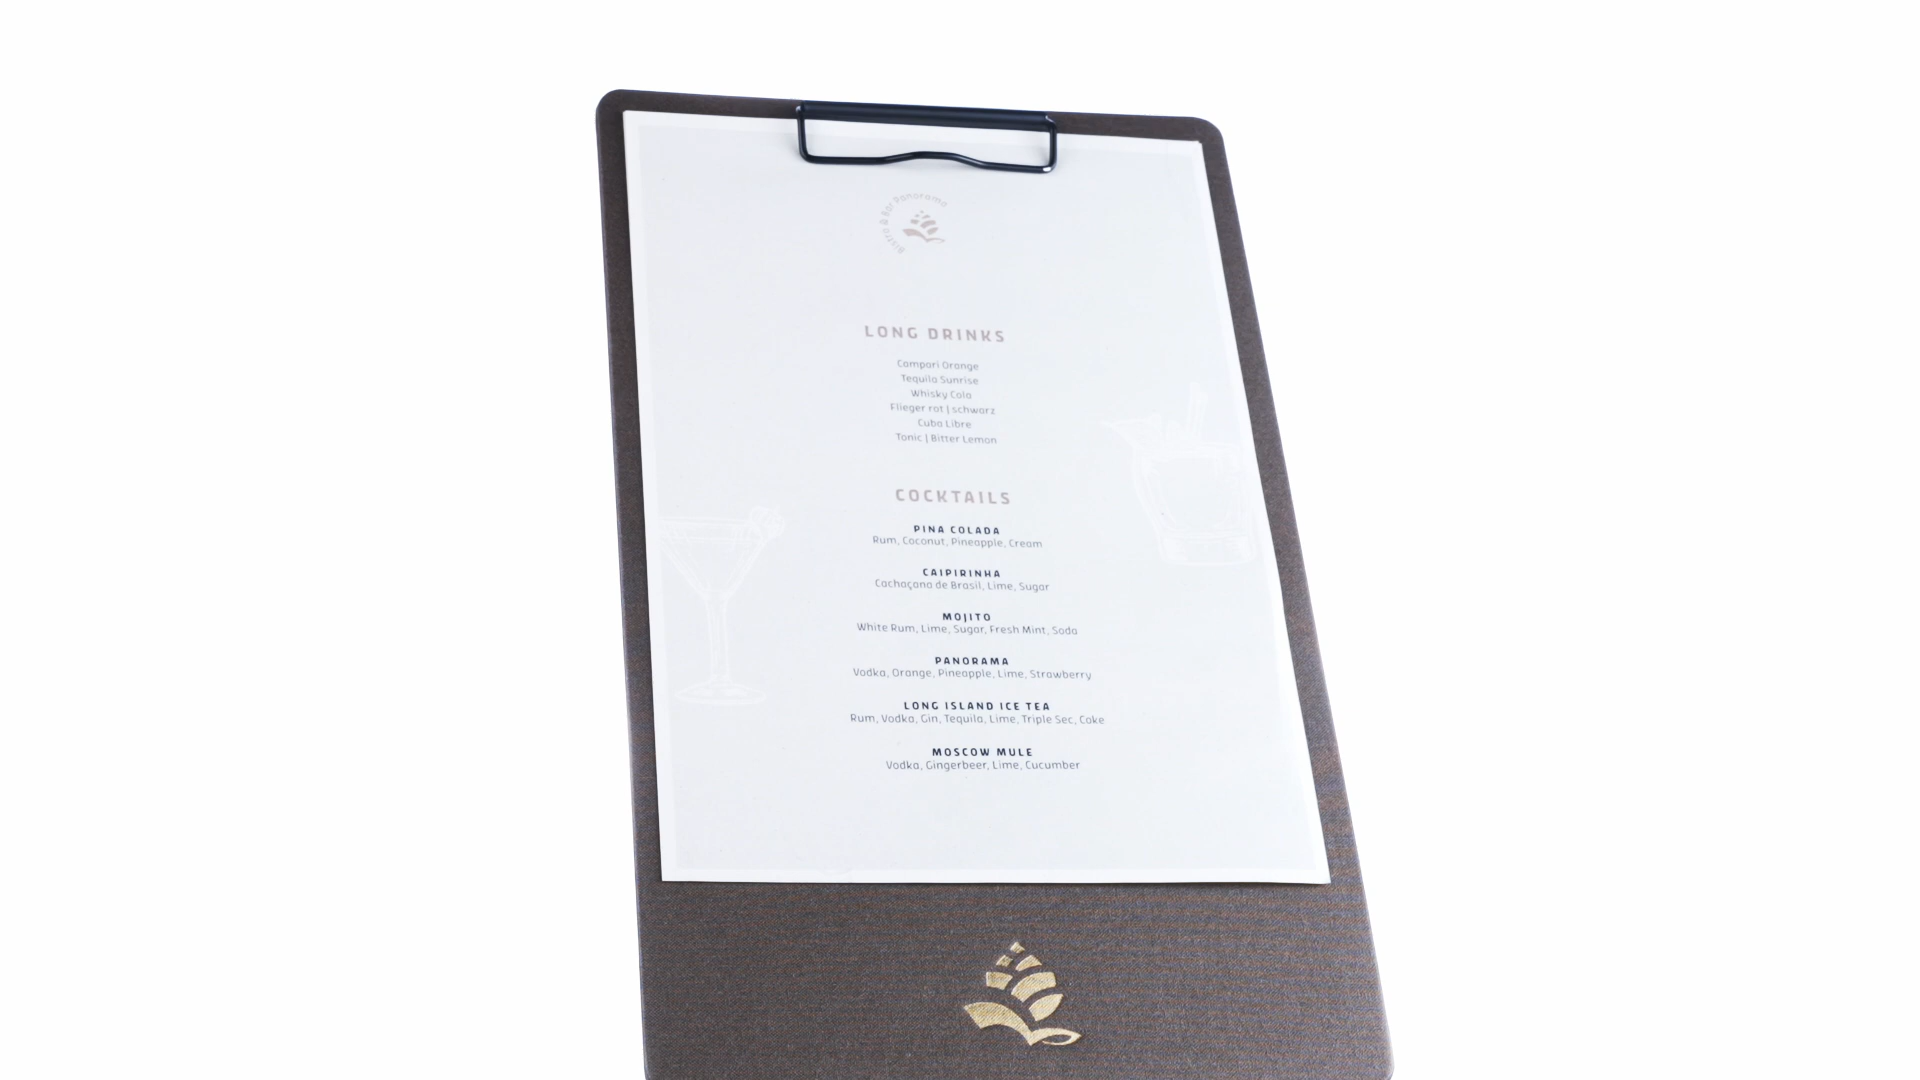 Bistro & Bar Panorama
LONG DRINKS
Campari Orange
Tequila Sunrise
Whisky Cola
Flieger rot | schwarz
Cuba Libre
Tonic | Bitter Lemon
COCKTAILS
PINA COLADA
Rum, Coconut, Pineapple, Cream
CAIPIRINHA
Cachaçana de Brasil, Lime, Sugar
MOJITO
White Rum, Lime, Sugar, Fresh Mint, Soda
PANORAMA
Vodka, Orange, Pineapple, Lime, Strawberry
LONG ISLAND ICE TEA
Rum, Vodka, Gin, Tequila, Lime, Triple Sec, Coke
MOSCOW MULE
Vodka, Gingerbeer, Lime, Cucumber